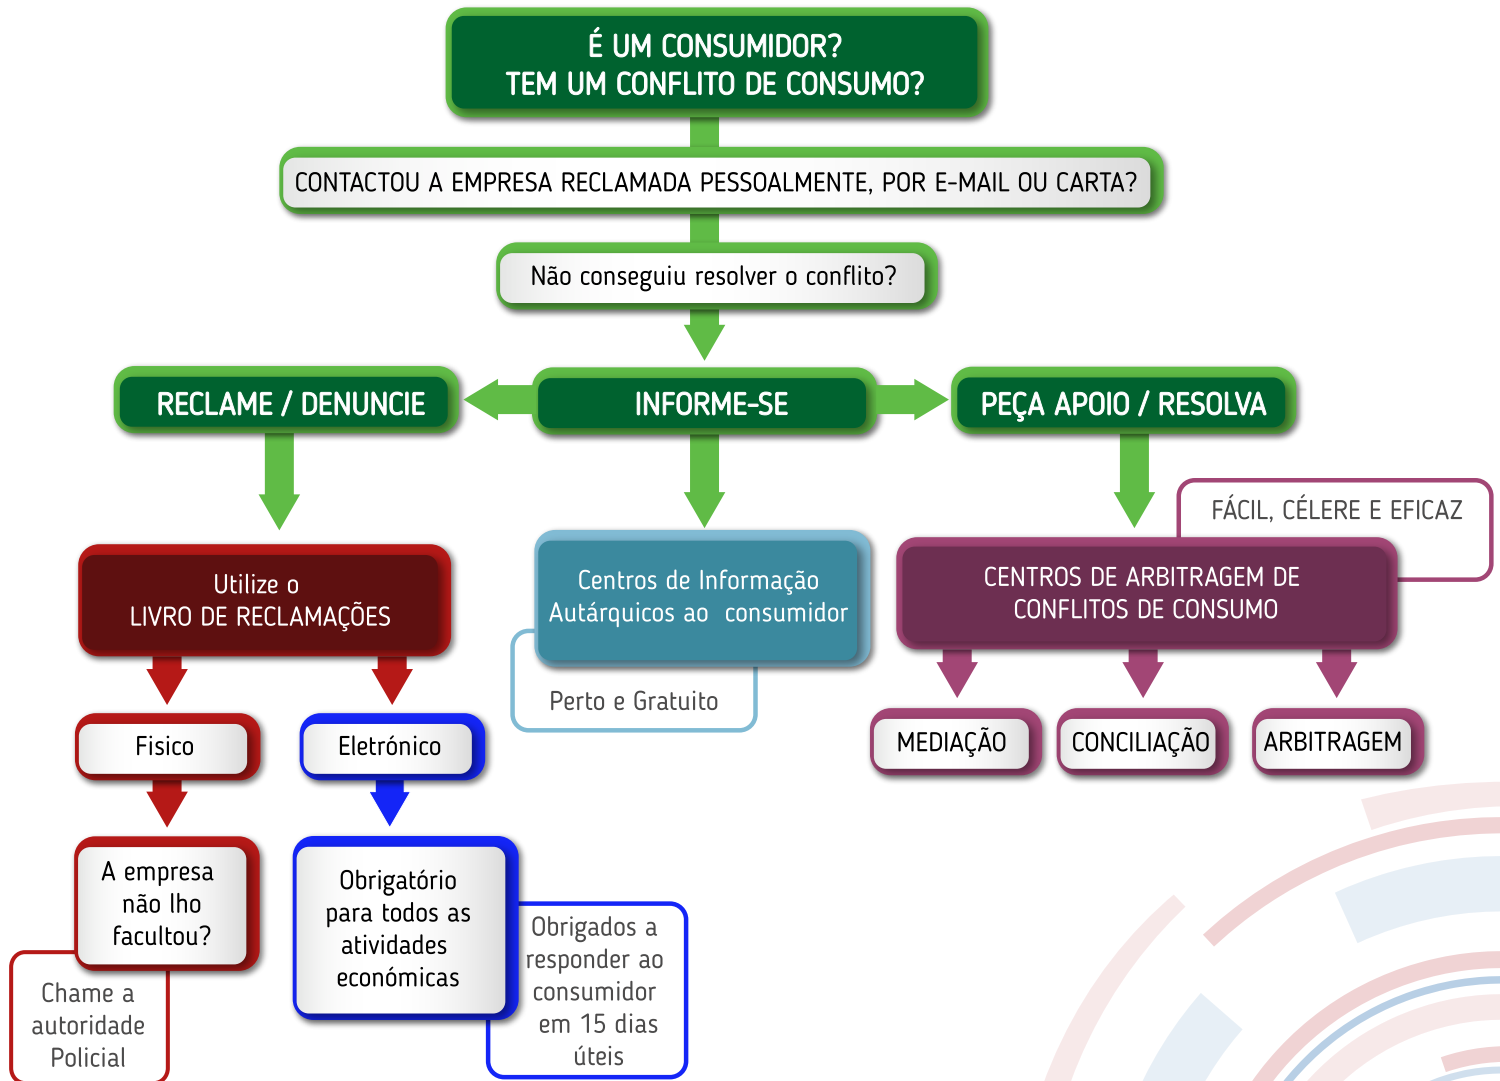 É UM CONSUMIDOR?
TEM UM CONFLITO DE CONSUMO?
CONTACTOU A EMPRESA RECLAMADA PESSOALMENTE, POR E-MAIL OU CARTA?
Não conseguiu resolver o conflito?
RECLAME / DENUNCIE
INFORME-SE
PEÇA APOIO / RESOLVA
Utilize o
LIVRO DE RECLAMAÇÕES
Fisico
Eletrónico
A empresa
não lho
facultou?
Chame a
autoridade
Policial
Obrigatório
para todos as
atividades
económicas
Obrigados a
responder ao
consumidor
em 15 dias
úteis
Centros de Informação
Autárquicos ao consumidor
Perto e Gratuito
FÁCIL, CÉLERE E EFICAZ
CENTROS DE ARBITRAGEM DE
CONFLITOS DE CONSUMO
MEDIAÇÃO
CONCILIAÇÃO
ARBITRAGEM